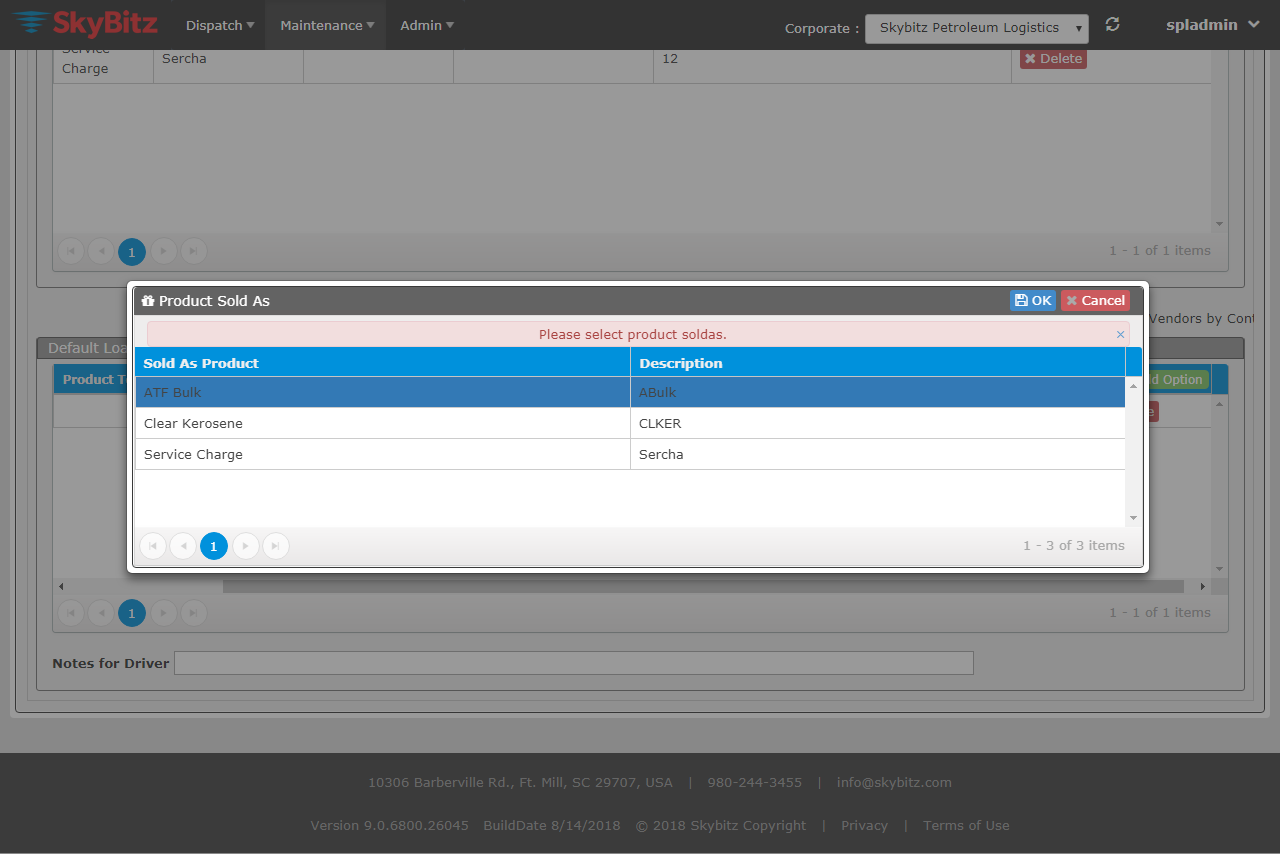 SkyBitz Dispatch Maintenance Admin Corporate : Skybitz Petroleum Logistics spladmin
Service Charge Sercha 12 Delete
1 1 - 1 of 1 items
Product Sold As OK Cancel
Please select product soldas. ×
Sold As Product Description
ATF Bulk ABulk
Clear Kerosene CLKER
Service Charge Sercha
1 1 - 3 of 3 items
Vendors by Cont
Default Loa
Product T d Option
1 1 - 1 of 1 items
Notes for Driver
10306 Barberville Rd., Ft. Mill, SC 29707, USA | 980-244-3455 | info@skybitz.com
Version 9.0.6800.26045 BuildDate 8/14/2018 © 2018 Skybitz Copyright | Privacy | Terms of Use